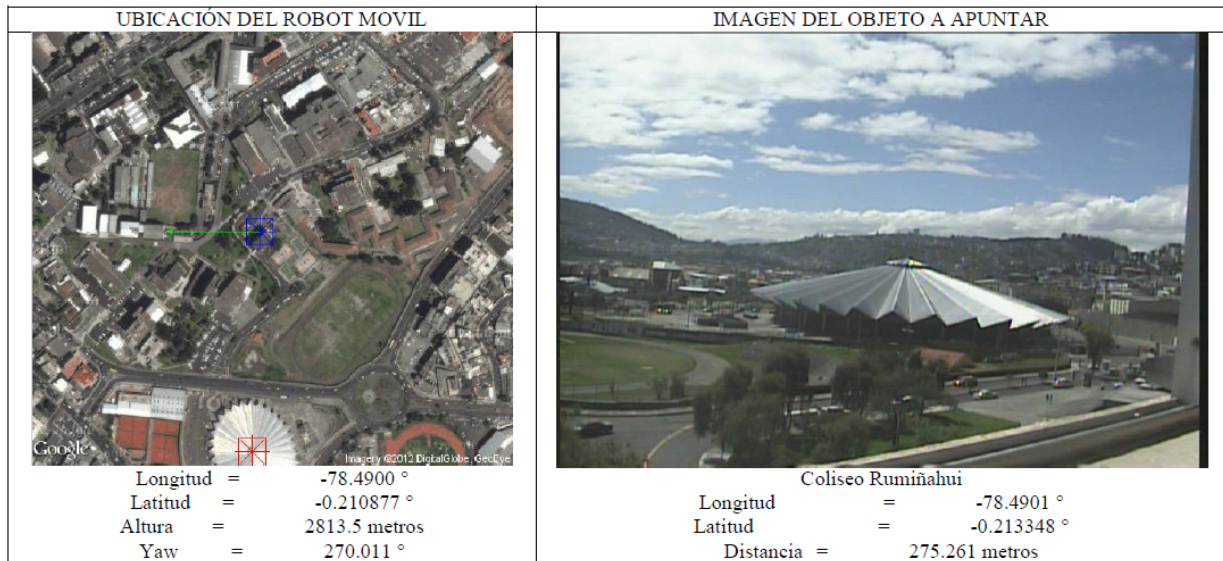 UBICACIÓN DEL ROBOT MOVIL
IMAGEN DEL OBJETO A APUNTAR
Google
Imagery ©2012 DigitalGlobe, GeoEye
Longitud = -78.4900 °
Latitud = -0.210877 °
Altura = 2813.5 metros
Yaw = 270.011 °
Coliseo Rumiñahui
Longitud = -78.4901 °
Latitud = -0.213348 °
Distancia = 275.261 metros